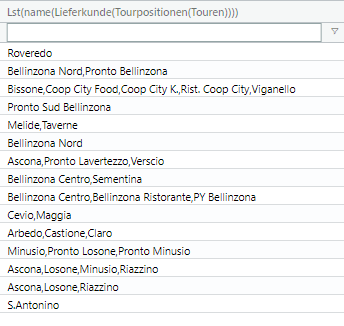 Lst(name(Lieferkunde(Tourpositionen(Touren))))
Roveredo
Bellinzona Nord,Pronto Bellinzona
Bissone,Coop City Food,Coop City K.,Rist. Coop City,Viganello
Pronto Sud Bellinzona
Melide,Taverne
Bellinzona Nord
Ascona,Pronto Lavertezzo,Verscio
Bellinzona Centro,Sementina
Bellinzona Centro,Bellinzona Ristorante,PY Bellinzona
Cevio,Maggia
Arbedo,Castione,Claro
Minusio,Pronto Losone,Pronto Minusio
Ascona,Losone,Minusio,Riazzino
Ascona,Losone,Riazzino
S.Antonino